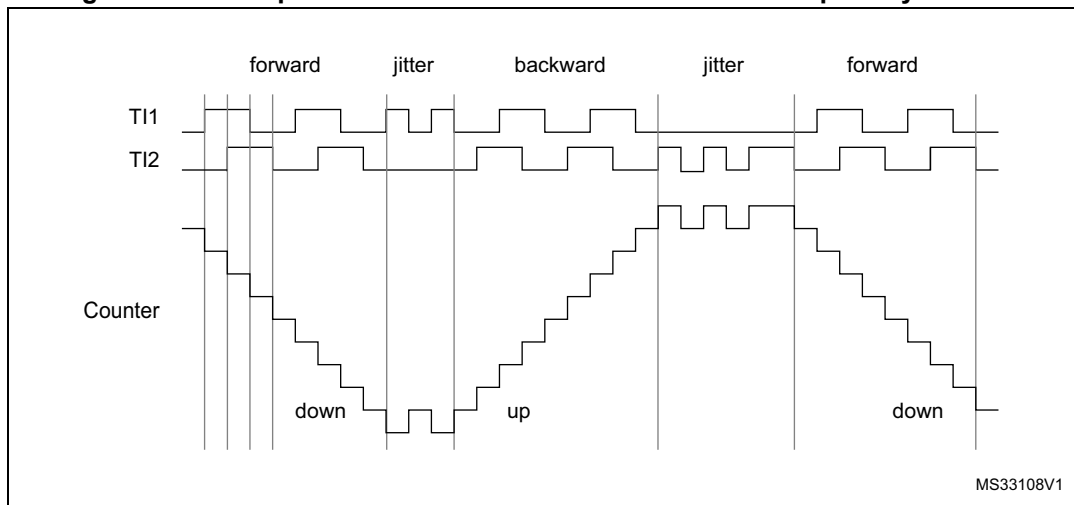 forward jitter backward jitter forward
TI1
TI2
Counter
down up down
MS33108V1